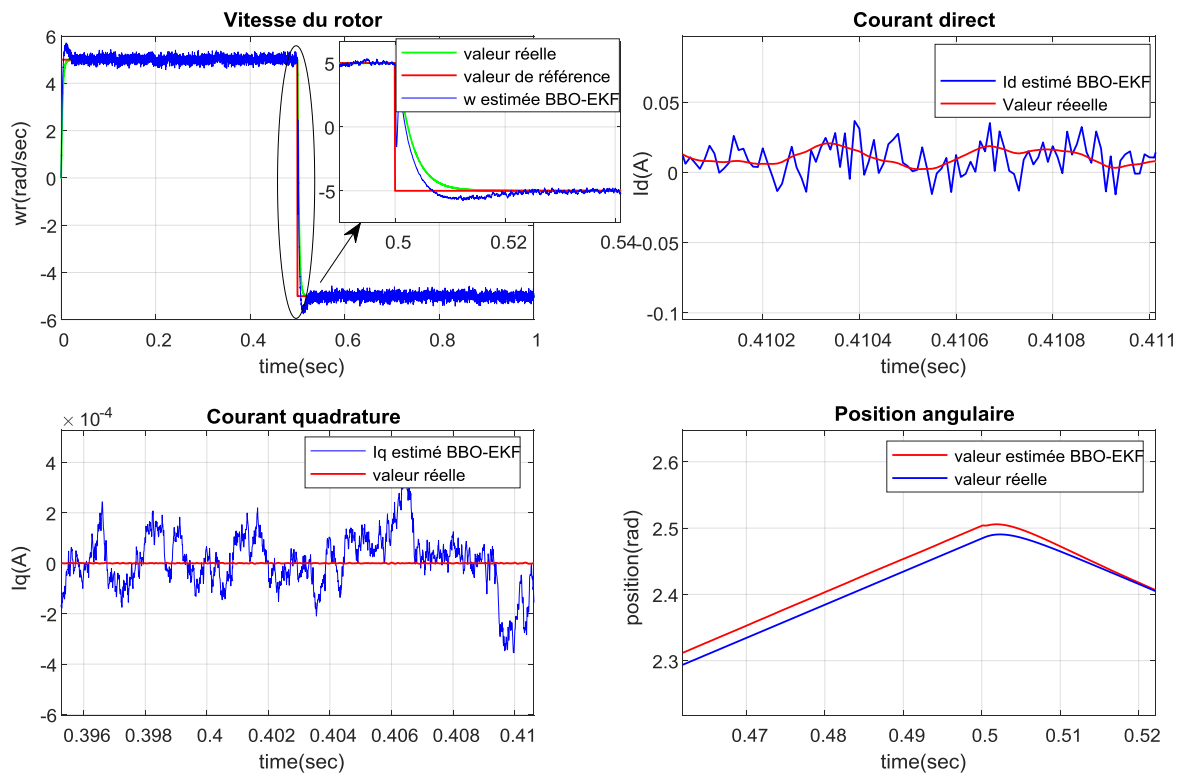 Vitesse du rotor
6
4
2
0
-2
-4
-6
wr(rad/sec)
0
0.2
0.4
0.6
0.8
1
time(sec)
5
0
-5
0.5
0.52
0.54
valeur réelle
valeur de référence
w estimée BBO-EKF
Courant direct
0.05
0
-0.05
-0.1
Id(A)
0.4102
0.4104
0.4106
0.4108
0.411
time(sec)
Id estimé BBO-EKF
Valeur réeelle
Courant quadrature
× 10-4
4
2
0
-2
-4
-6
Iq(A)
0.396
0.398
0.4
0.402
0.404
0.406
0.408
0.41
time(sec)
Iq estimé BBO-EKF
valeur réelle
Position angulaire
2.6
2.5
2.4
2.3
position(rad)
0.47
0.48
0.49
0.5
0.51
0.52
time(sec)
valeur estimée BBO-EKF
valeur réelle